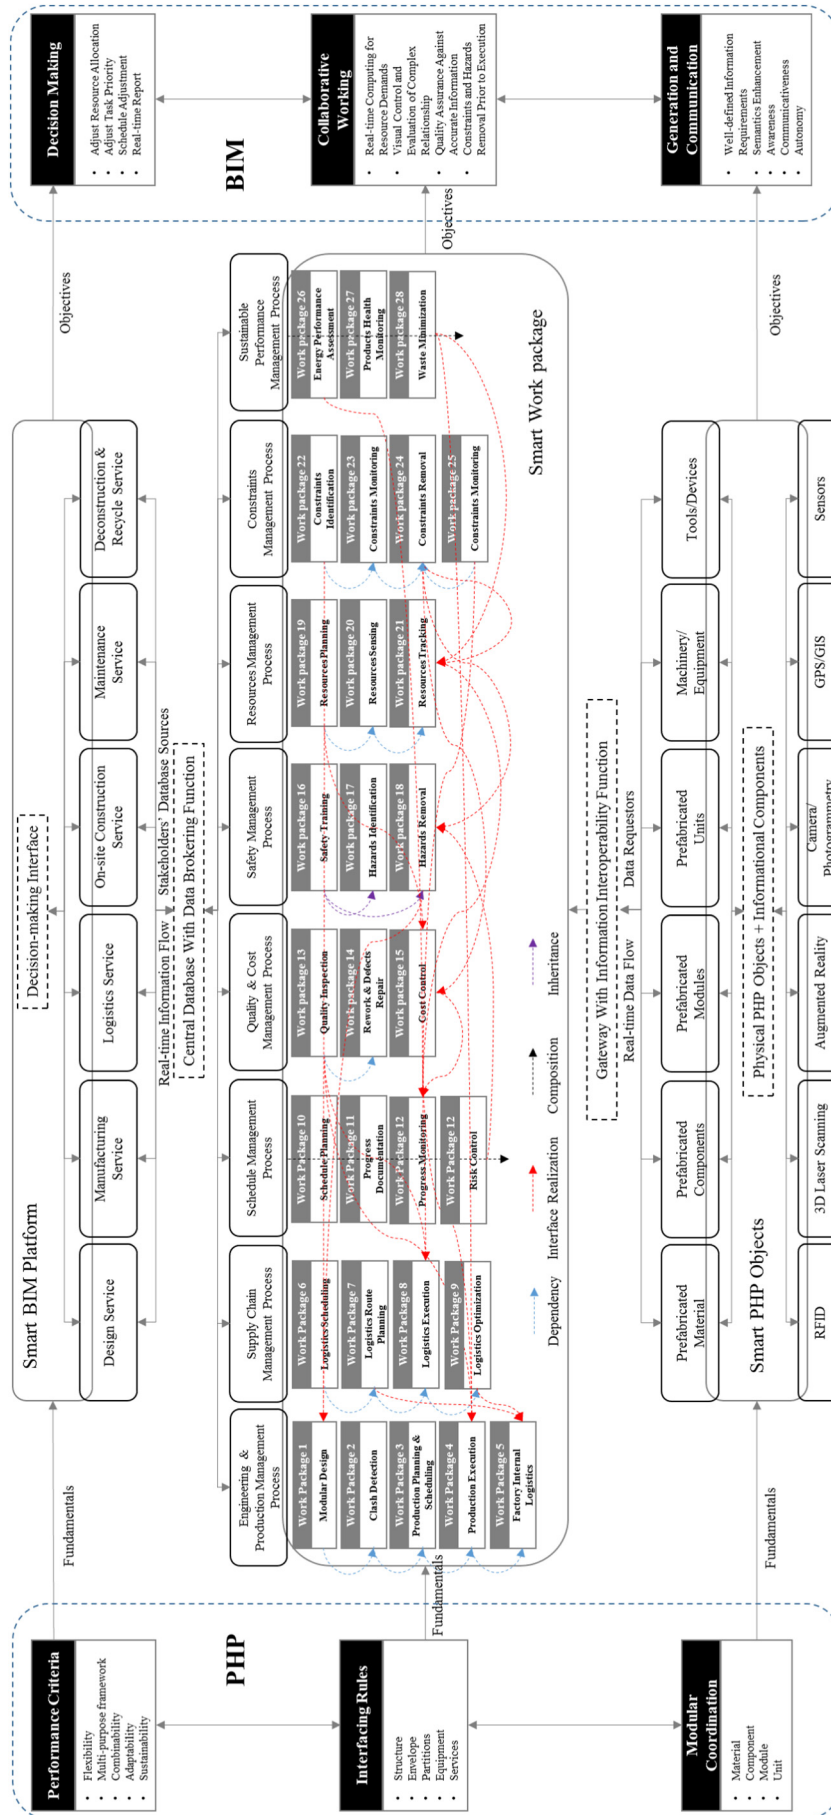 PHP
Performance Criteria
• Flexibility
• Multi-purpose framework
• Combinability
• Adaptability
• Sustainability
Interfacing Rules
• Structure
• Envelope
• Partitions
• Equipment
• Services
Modular
Coordination
• Material
• Component
• Module
• Unit
Fundamentals
Fundamentals
Fundamentals
Smart BIM Platform
Decision-making Interface
Design Service
Manufacturing
Service
Logistics Service
On-site Construction
Service
Maintenance
Service
Deconstruction &
Recycle Service
Real-time Information Flow
Stakeholders' Database Sources
Central Database With Data Brokering Function
Engineering &
Production Management
Process
Work Package 1
Modular Design
Work Package 2
Clash Detection
Work Package 3
Production Planning &
Scheduling
Work Package 4
Production Execution
Work Package 5
Factory Internal
Logistics
Supply Chain
Management Process
Work Package 6
Logistics Scheduling
Work Package 7
Logistics Route
Planning
Work Package 8
Logistics Execution
Work Package 9
Logistics Optimization
Schedule Management
Process
Work Package 10
Schedule Planning
Work Package 11
Progress
Documentation
Work Package 12
Progress Monitoring
Work Package 12
Risk Control
Quality & Cost
Management Process
Work Package 13
Quality Inspection
Work Package 14
Rework & Defects
Repair
Work Package 15
Cost Control
Safety Management
Process
Work Package 16
Safety Training
Work Package 17
Hazards Identification
Work Package 18
Hazards Removal
Resources Management
Process
Work Package 19
Resources Planning
Work package 20
Resources Sensing
Work package 21
Resources Tracking
Constraints
Management Process
Work package 22
Constraints
Identification
Work package 23
Constraints Monitoring
Work package 24
Constraints Removal
Work package 25
Constraints Monitoring
Sustainable
Performance
Management Process
Work package 26
Energy Performance
Assessment
Work package 27
Products Health
Monitoring
Work package 28
Waste Minimization
Smart Work package
Dependency
Interface Realization
Composition
Inheritance
Gateway With Information Interoperability Function
Real-time Data Flow
Data Requestors
Prefabricated
Material
Prefabricated
Components
Prefabricated
Modules
Prefabricated
Units
Machinery/
Equipment
Tools/Devices
Smart PHP Objects
Physical PHP Objects + Informational Components
RFID
3D Laser Scanning
Augmented Reality
Camera/
Photogrammetry
GPS/GIS
Sensors
Objectives
Objectives
Objectives
BIM
Decision Making
• Adjust Resource Allocation
• Adjust Task Priority
• Schedule Adjustment
• Real-time Report
Collaborative
Working
• Real-time Computing for
Resource Demands
• Visual Control and
Evaluation of Complex
Relationship
• Quality Assurance Against
Accurate Information
• Constraints and Hazards
Removal Prior to Execution
Generation and
Communication
• Well-defined Information
Requirements
• Semantics Enhancement
• Awareness
• Communicativeness
• Autonomy